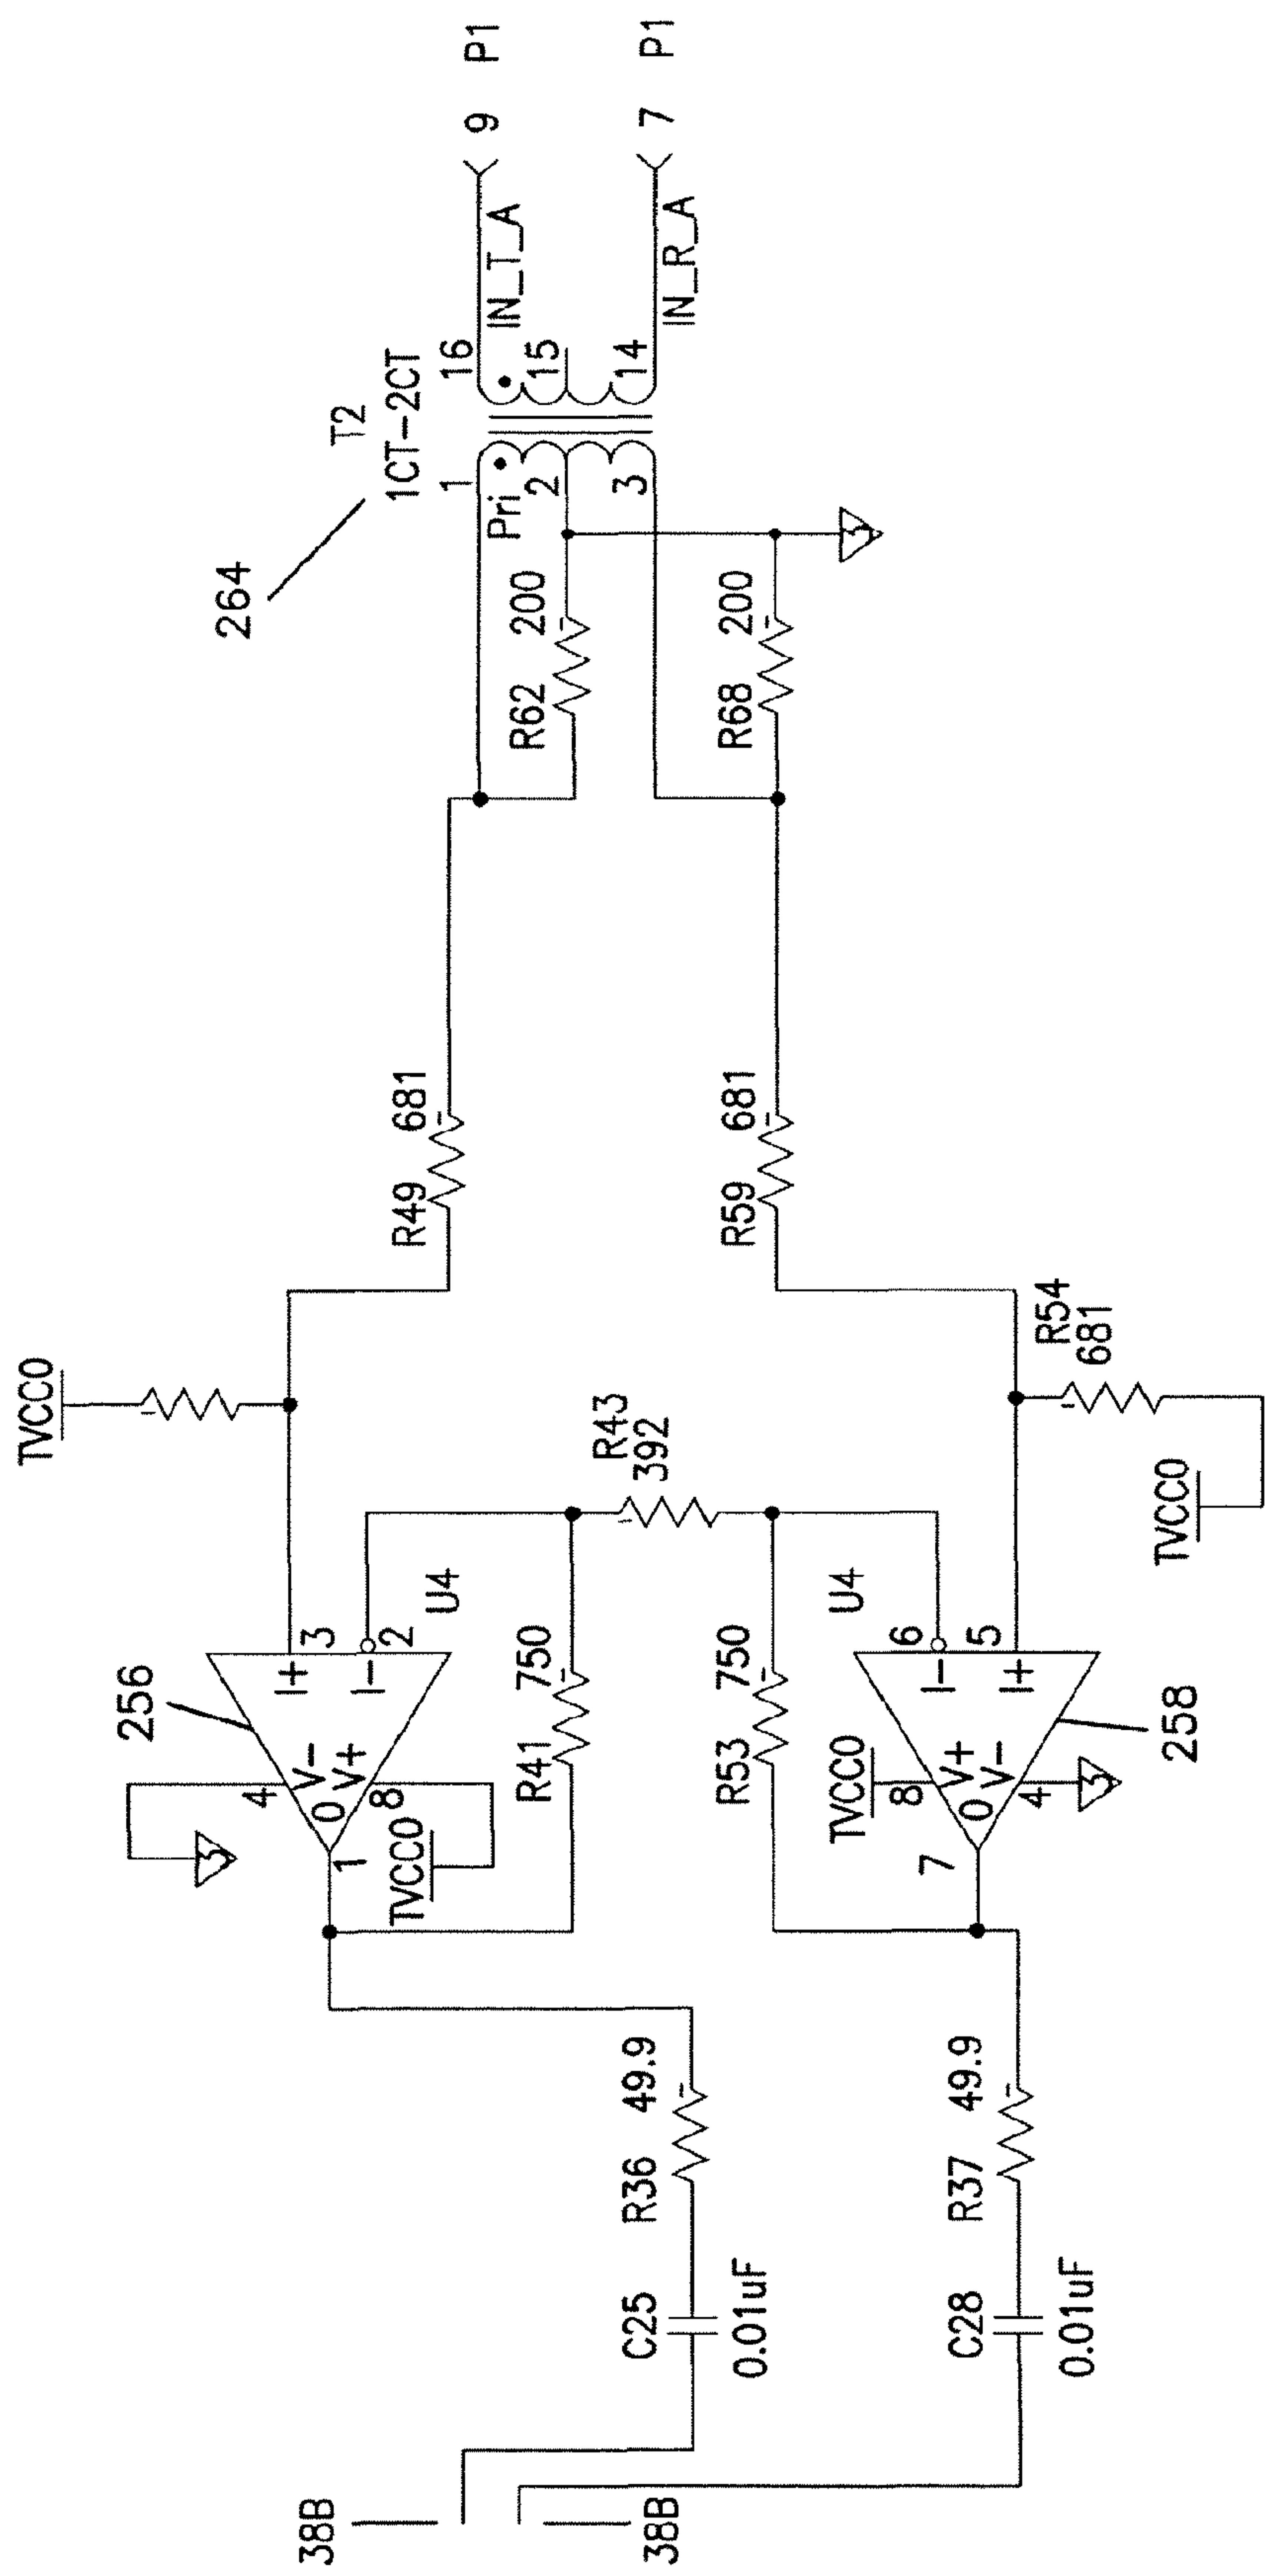 9 P1
IN_T_A
7 P1
IN_R_A
T2
1CT-2CT
16
15
14
1
Pri
2
3
264
R62 200
R68 200
3
R49 681
R59 681
TVCC0
R54
681
TVCC0
R43
392
256
3
I+
2
I-
U4
V-
V+
4
0
8
1
3
TVCC0
R41 750
R53 750
U4
6
I-
5
I+
258
TVCC0
8
V+
V-
0
4
7
3
R36 49.9
R37 49.9
C25
0.01uF
C28
0.01uF
38B
38B